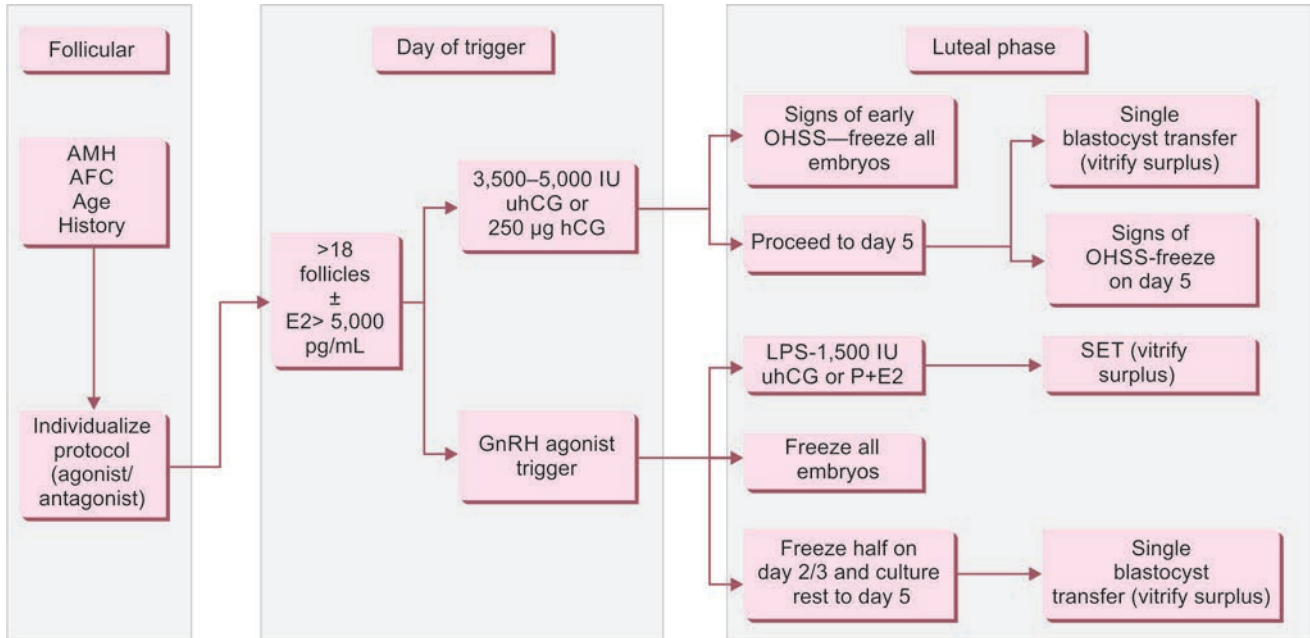 Follicular
AMH
AFC
Age
History
Individualize
protocol
(agonist/
antagonist)
Day of trigger
>18
follicles
±
E2> 5,000
pg/mL
3,500–5,000 IU
uhCG or
250 µg hCG
GnRH agonist
trigger
Luteal phase
Signs of early
OHSS—freeze all
embryos
Proceed to day 5
Single
blastocyst transfer
(vitrify surplus)
Signs of
OHSS-freeze
on day 5
LPS-1,500 IU
uhCG or P+E2
SET (vitrify
surplus)
Freeze all
embryos
Freeze half on
day 2/3 and culture
rest to day 5
Single
blastocyst
transfer (vitrify surplus)